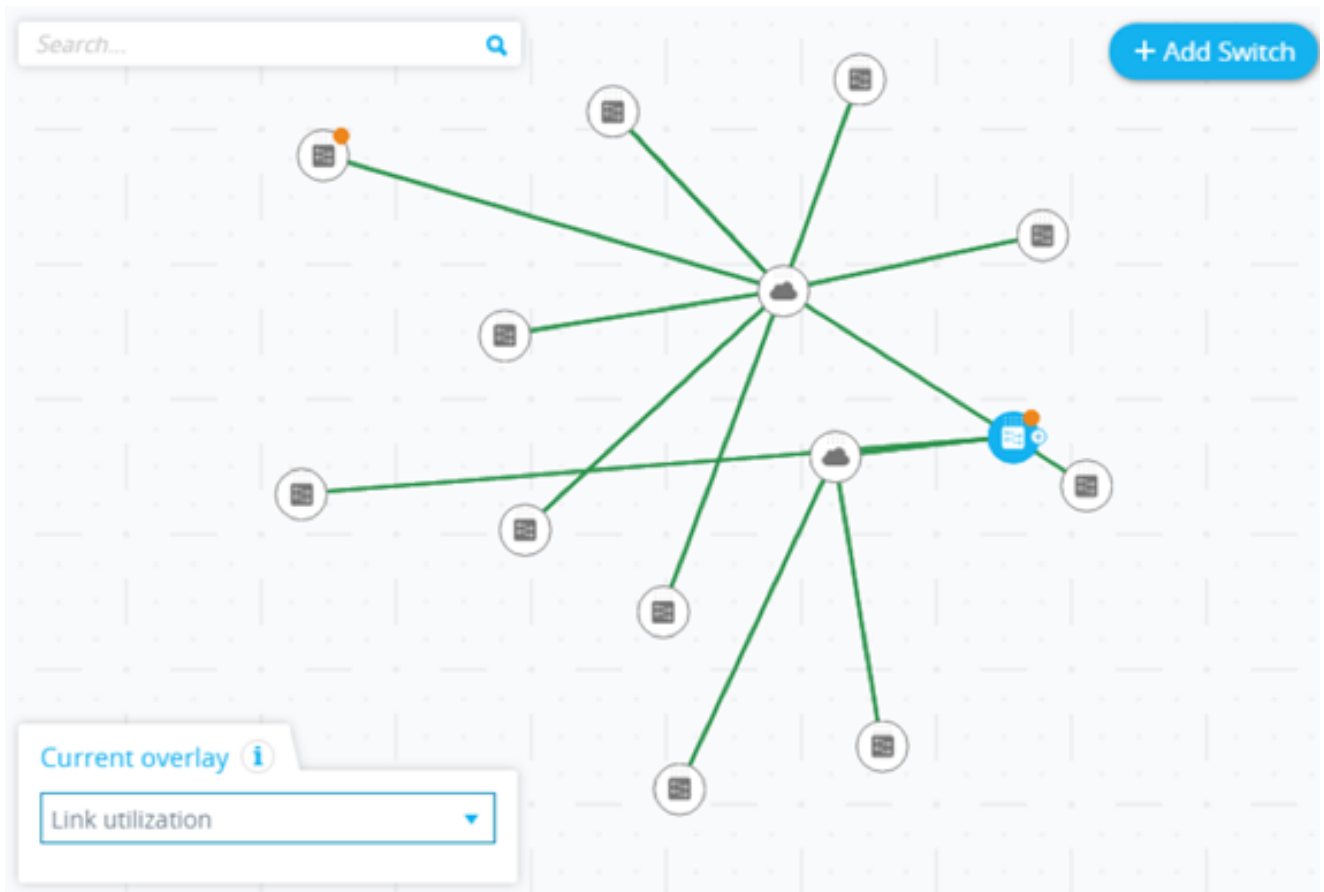 Search...
+ Add Switch
Current overlay i
Link utilization